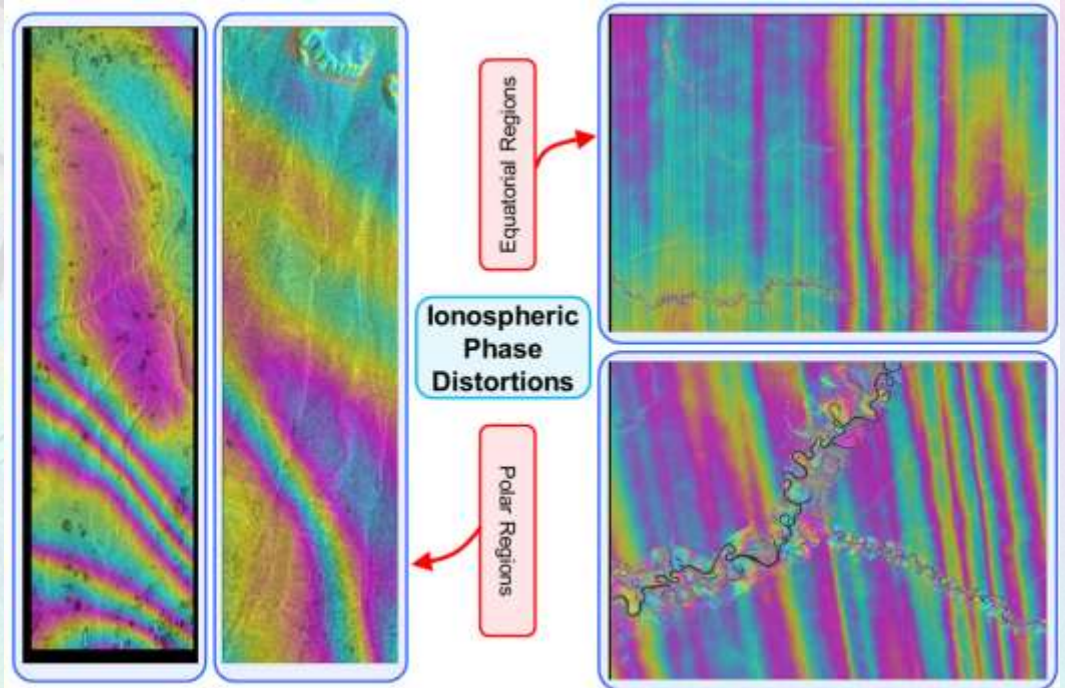 Equatorial Regions
Ionospheric
Phase
Distortions
Polar Regions